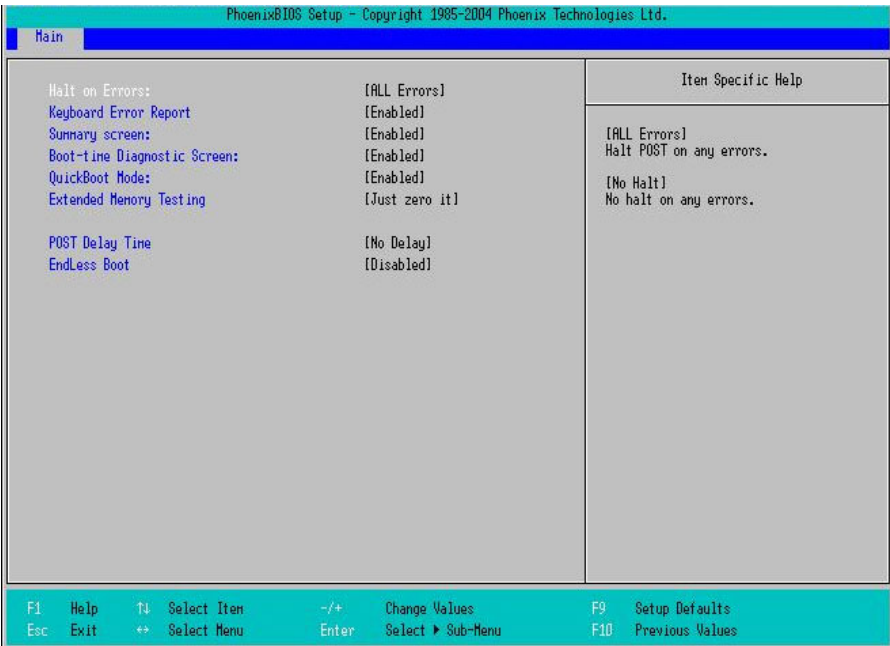 PhoenixBIOS Setup - Copyright 1985-2004 Phoenix Technologies Ltd.
Main
Halt on Errors: [ALL Errors]
Keyboard Error Report [Enabled]
Summary screen: [Enabled]
Boot-time Diagnostic Screen: [Enabled]
QuickBoot Mode: [Enabled]
Extended Memory Testing [Just zero it]
POST Delay Time [No Delay]
EndLess Boot [Disabled]
Item Specific Help
[ALL Errors]
Halt POST on any errors.
[No Halt]
No halt on any errors.
F1 Help ↑↓ Select Item -/+ Change Values F9 Setup Defaults
Esc Exit ↔ Select Menu Enter Select ▶ Sub-Menu F10 Previous Values